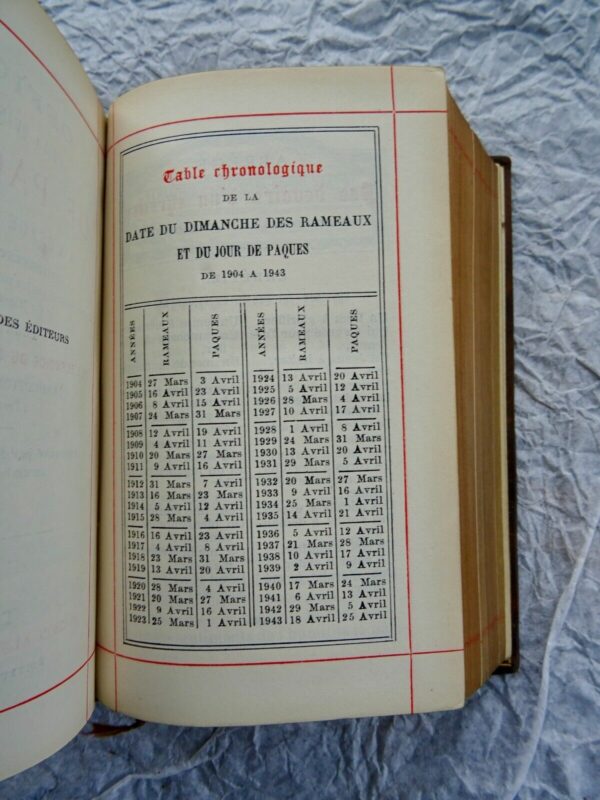 DES ÉDITEURS
Table chronologique
DE LA
DATE DU DIMANCHE DES RAMEAUX
ET DU JOUR DE PAQUES
DE 1904 A 1943
ANNÉES RAMEAUX PAQUES ANNÉES RAMEAUX PAQUES
1904 27 Mars 3 Avril 1924 13 Avril 20 Avril
1905 16 Avril 23 Avril 1925 5 Avril 12 Avril
1906 8 Avril 15 Avril 1926 28 Mars 4 Avril
1907 24 Mars 31 Mars 1927 10 Avril 17 Avril
1908 12 Avril 19 Avril 1928 1 Avril 8 Avril
1909 4 Avril 11 Avril 1929 24 Mars 31 Mars
1910 20 Mars 27 Mars 1930 13 Avril 20 Avril
1911 9 Avril 16 Avril 1931 29 Mars 5 Avril
1912 31 Mars 7 Avril 1932 20 Mars 27 Mars
1913 16 Mars 23 Mars 1933 9 Avril 16 Avril
1914 5 Avril 12 Avril 1934 25 Mars 1 Avril
1915 28 Mars 4 Avril 1935 14 Avril 21 Avril
1916 16 Avril 23 Avril 1936 5 Avril 12 Avril
1917 4 Avril 8 Avril 1937 21 Mars 28 Mars
1918 23 Mars 31 Mars 1938 10 Avril 17 Avril
1919 13 Avril 20 Avril 1939 2 Avril 9 Avril
1920 28 Mars 4 Avril 1940 17 Mars 24 Mars
1921 20 Mars 27 Mars 1941 6 Avril 13 Avril
1922 9 Avril 16 Avril 1942 29 Mars 5 Avril
1923 25 Mars 1 Avril 1943 18 Avril 25 Avril